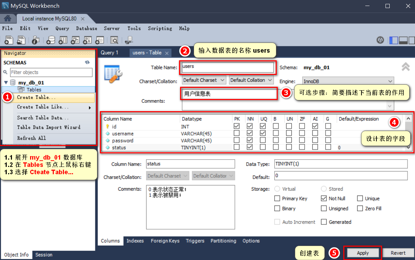 MySQL Workbench
Local instance MySQL80
File Edit View Query Database Server Tools Scripting Help
Navigator
SCHEMAS
Filter objects
my_db_01
Tables
Create Table...
Create Table Like...
Search Table Data...
Table Data Import Wizard
Refresh All
1
1.1 展开 my_db_01 数据库
1.2 在 Tables 节点上鼠标右键
1.3 选择 Create Table...
Object Info Session
Query 1 users - Table
2 输入数据表的名称 users
Table Name: users Schema: my_db_01
Charset/Collation: Default Charset Default Collation Engine: InnoDB
Comments: 用户信息表
3 可选步骤，简要描述下当前表的作用
Column Name Datatype PK NN UQ B UN ZF AI G Default/Expression
id INT
username VARCHAR(45)
password VARCHAR(45)
status TINYINT(1) 0
4 设计表的字段
Column Name: status Data Type: TINYINT(1)
Charset/Collation: Default Charset Default Collation Default: 0
Comments: 0 表示状态正常！
1 表示被禁用！
Storage: Virtual Stored
Primary Key Not Null Unique
Binary Unsigned Zero Fill
Auto Increment Generated
Columns Indexes Foreign Keys Triggers Partitioning Options
创建表 5 Apply Revert